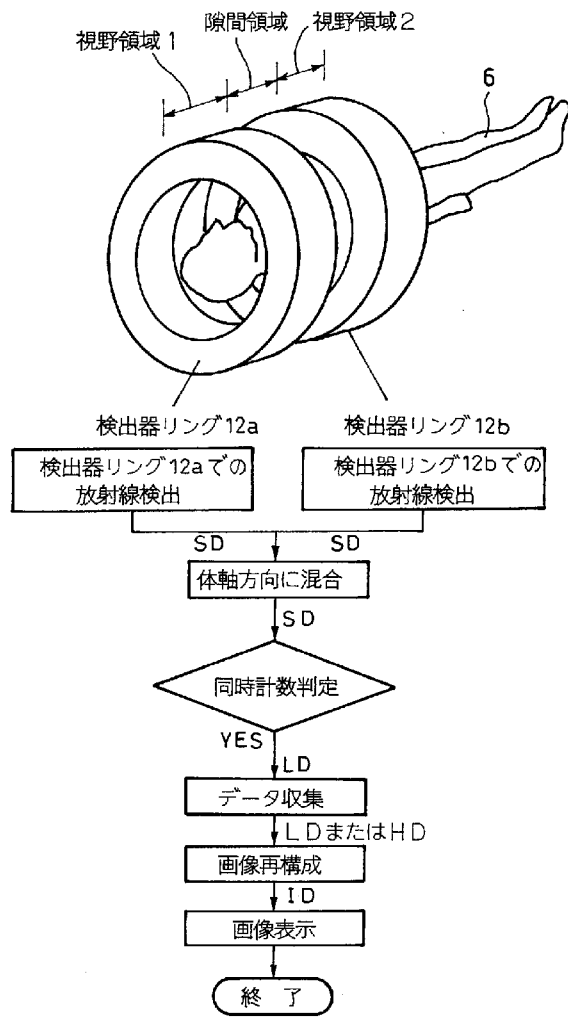 視野領域1
隙間領域
視野領域2
6
検出器リング12a
検出器リング12b
検出器リング12aでの
放射線検出
検出器リング12bでの
放射線検出
SD
SD
体軸方向に混合
SD
同時計数判定
YES
LD
データ収集
LDまたはHD
画像再構成
ID
画像表示
終了